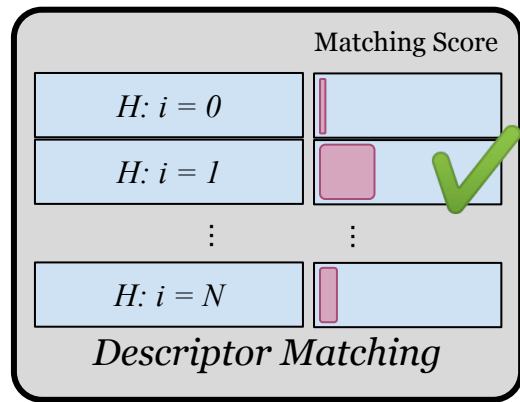 Matching Score
H: i = 0
H: i = 1
⋮ ⋮
H: i = N
Descriptor Matching